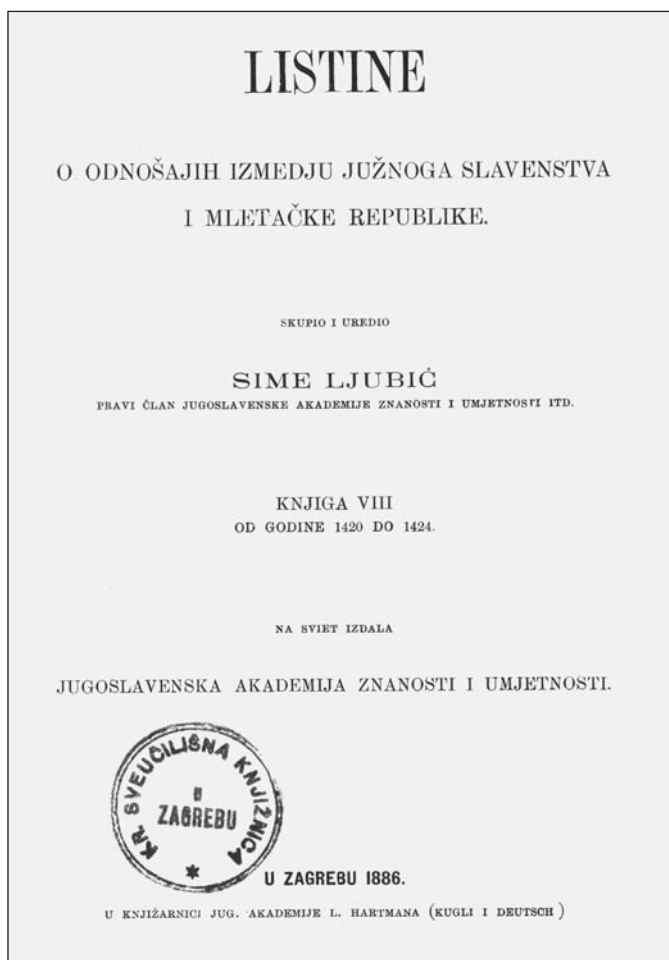 LISTINE
O ODNOŠAJIH IZMEDJU JUŽNOGA SLAVENSTVA
I MLETAČKE REPUBLIKE.
SKUPIO I UREDIO
SIME LJUBIĆ
PRAVI ČLAN JUGOSLAVENSKE AKADEMIJE ZNANOSTI I UMJETNOSTI ITD.
KNJIGA VIII
OD GODINE 1420 DO 1424.
NA SVIET IZDALA
JUGOSLAVENSKA AKADEMIJA ZNANOSTI I UMJETNOSTI.
KR. SVEUČILIŠNA KNJIŽNICA
U
ZAGREBU
U ZAGREBU 1886.
U KNJIŽARNICI JUG. AKADEMIJE L. HARTMANA (KUGLI I DEUTSCH)